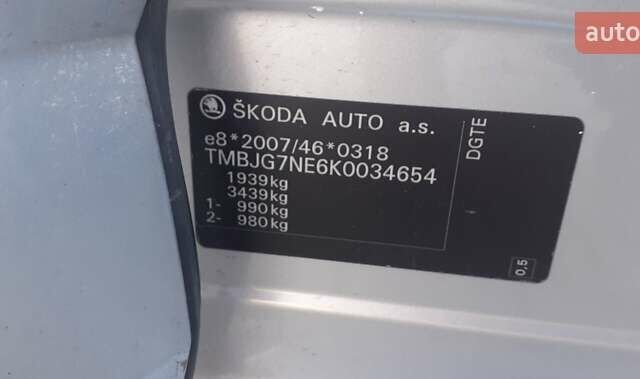 auto
ŠKODA AUTO a.s.
e8*2007/46*0318
TMBJG7NE6K0034654
1939kg
3439kg
1- 990kg
2- 980kg
DGTE
0,5